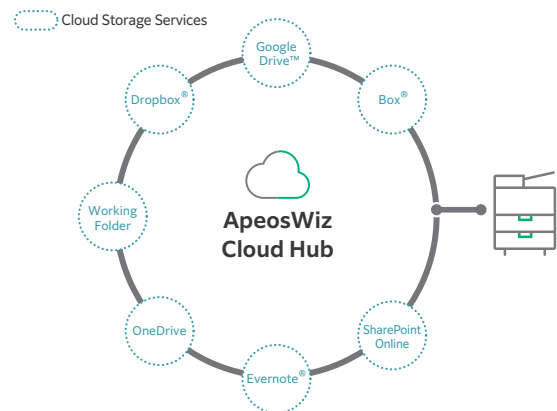 Cloud Storage Services
Google
Drive™
Dropbox®
Box®
ApeosWiz
Cloud Hub
Working
Folder
OneDrive
SharePoint
Online
Evernote®